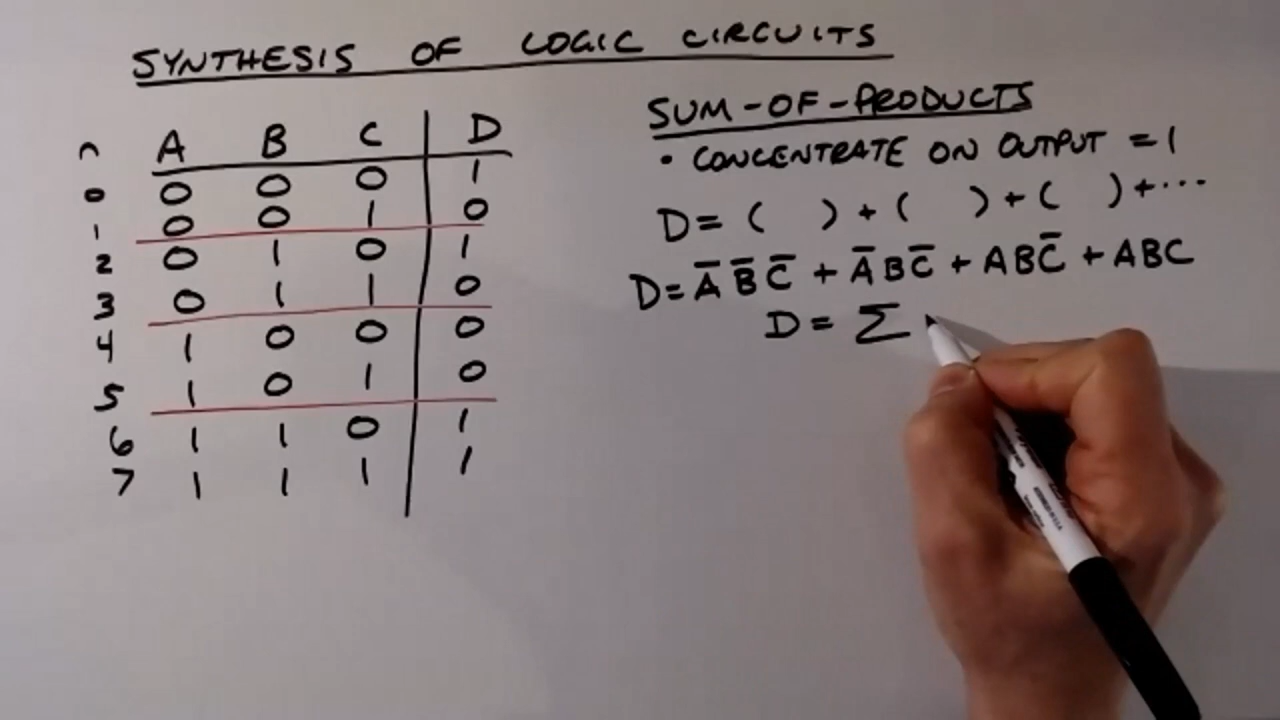 SYNTHESIS OF LOGIC CIRCUITS
n A B C D
0 0 0 0 1
1 0 0 1 0
2 0 1 0 1
3 0 1 1 0
4 1 0 0 0
5 1 0 1 0
6 1 1 0 1
7 1 1 1 1
SUM-OF-PRODUCTS
• CONCENTRATE ON OUTPUT = 1
D = ( ) + ( ) + ( ) + ...
D = A̅ B̅ C̅ + A̅ B C̅ + A B C̅ + A B C
D = Σ